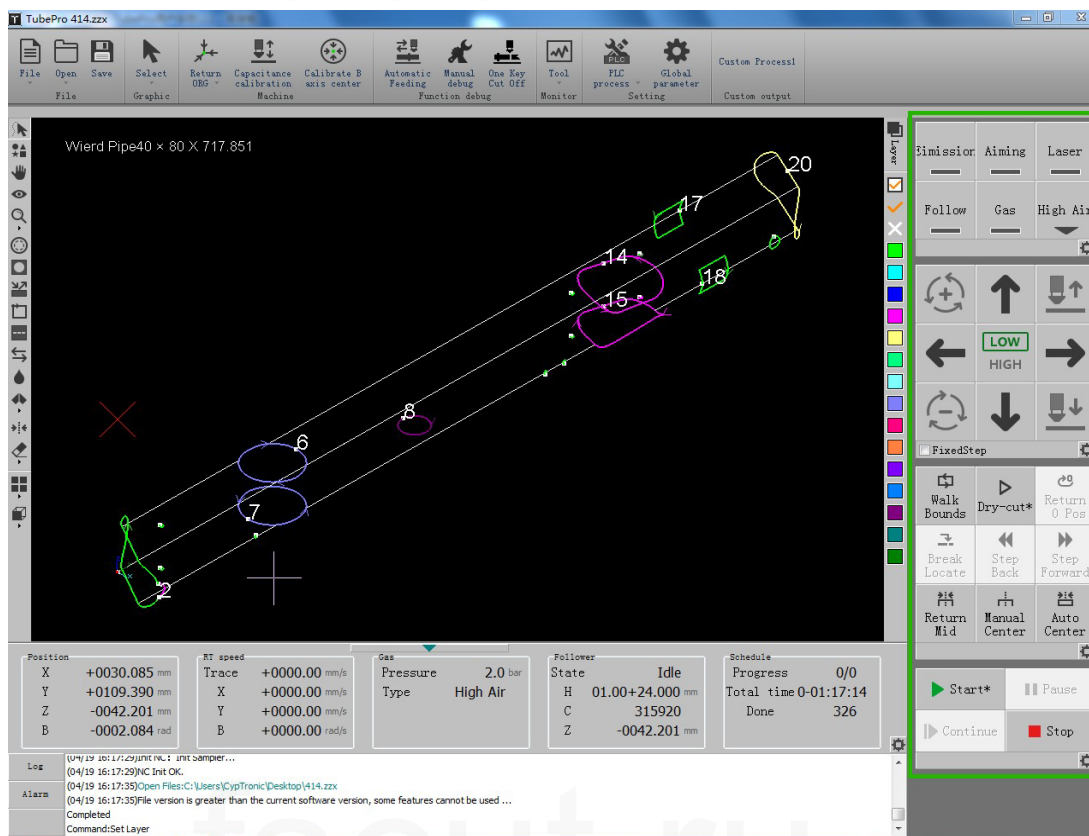 TubePro 414.zzx
File Open Save Select Return ORG Capacitance calibration Calibrate B axis center Automatic Feeding Manual debug One Key Cut Off Tool PLC process Global parameter Custom Process1
File Graphic Machine Function debug Monitor Setting Custom output
PLC
Wierd Pipe40 × 80 X 717.851
Layer
20
17
14
18
15
8
6
7
2
Eimission Aiming Laser
Follow Gas High Air
LOW
HIGH
FixedStep
Walk Bounds Dry-cut* Return 0 Pos
Break Locate Step Back Step Forward
Return Mid Manual Center Auto Center
Start* Pause
Continue Stop
Position
X +0030.085 mm
Y +0109.390 mm
Z -0042.201 mm
B -0002.084 rad
RT speed
Trace +0000.00 mm/s
X +0000.00 mm/s
Y +0000.00 mm/s
B +0000.00 rad/s
Gas
Pressure 2.0 bar
Type High Air
Follower
State Idle
H 01.00+24.000 mm
C 315920
Z -0042.201 mm
Schedule
Progress 0/0
Total time 0-01:17:14
Done 326
Log
Alarm
(04/19 16:17:29)Init NC: Init Sampler...
(04/19 16:17:29)NC Init OK.
(04/19 16:17:35)Open Files:C:\Users\CypTronic\Desktop\414.zzx
(04/19 16:17:35)File version is greater than the current software version, some features cannot be used ...
Completed
Command:Set Layer